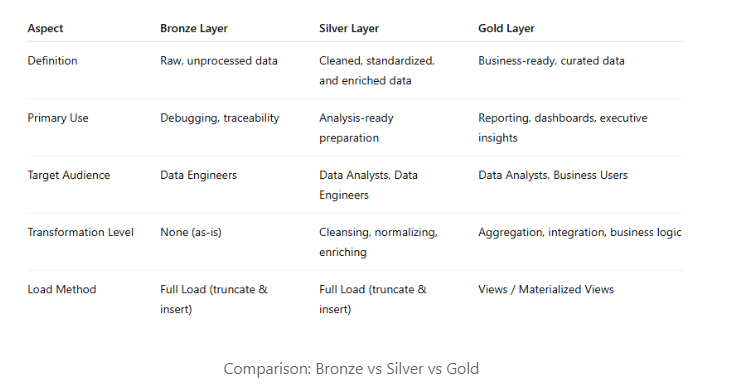 Aspect Bronze Layer Silver Layer Gold Layer
Definition Raw, unprocessed data Cleaned, standardized, and enriched data Business-ready, curated data
Primary Use Debugging, traceability Analysis-ready preparation Reporting, dashboards, executive insights
Target Audience Data Engineers Data Analysts, Data Engineers Data Analysts, Business Users
Transformation Level None (as-is) Cleansing, normalizing, enriching Aggregation, integration, business logic
Load Method Full Load (truncate & insert) Full Load (truncate & insert) Views / Materialized Views
Comparison: Bronze vs Silver vs Gold